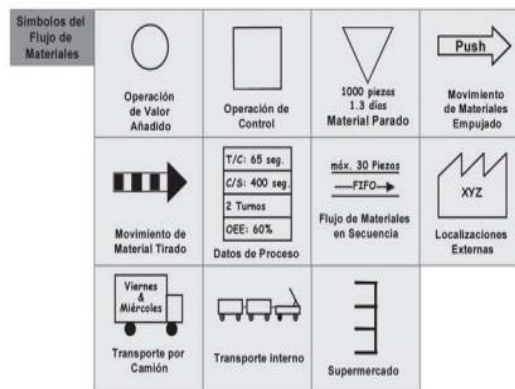 Símbolos del
Flujo de
Materiales
Operación
de Valor
Añadido
Operación de
Control
1000 piezas
1.3 días
Material Parado
Push
Movimiento
de Materiales
Empujado
Movimiento de
Material Tirado
T/C: 65 seg.
C/S: 400 seg.
2 Turnos
OEE: 60%
Datos de Proceso
máx. 30 Piezas
FIFO
Flujo de Materiales
en Secuencia
XYZ
Localizaciones
Externas
Viernes
&
Miércoles
Transporte por
Camión
Transporte interno
Supermercado